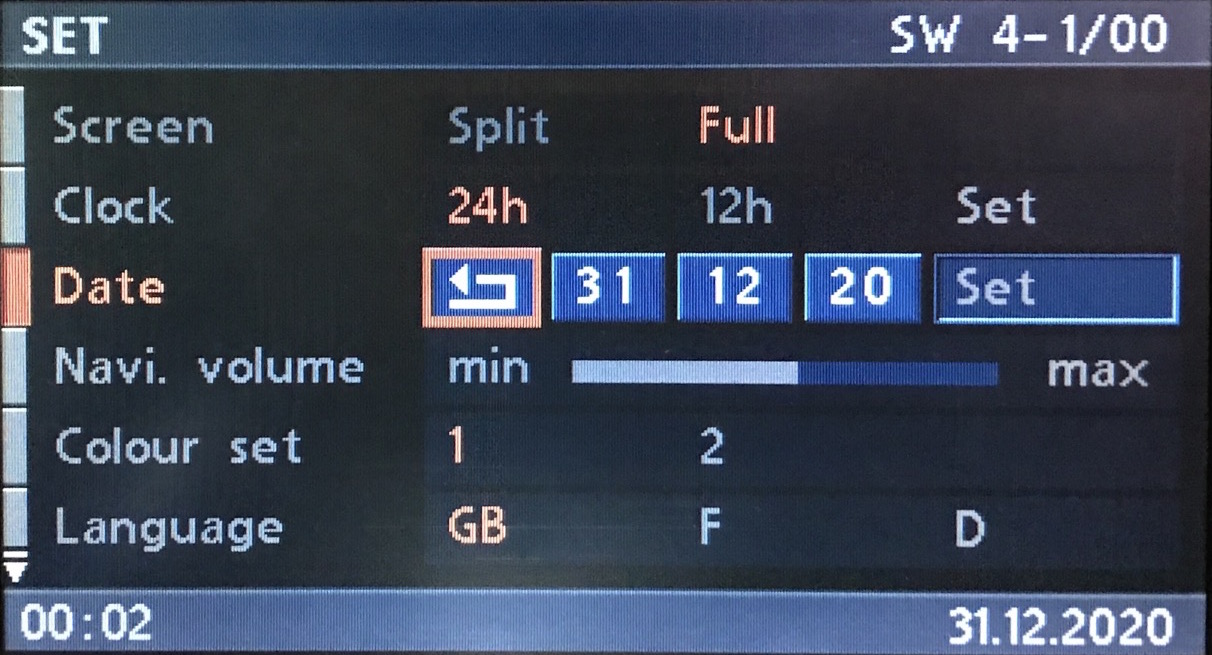 SET SW 4-1/00
Screen Split Full
Clock 24h 12h Set
Date 31 12 20 Set
Navi. volume min max
Colour set 1 2
Language GB F D
00:02 31.12.2020